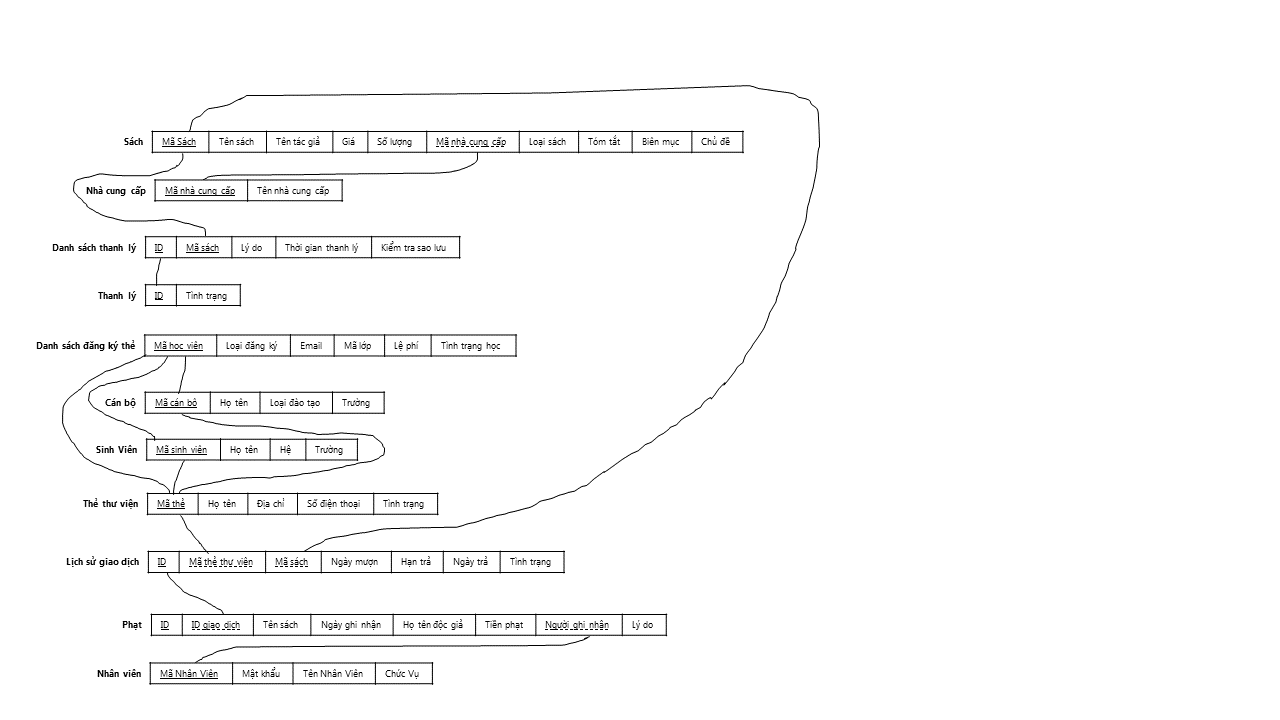 Sách Mã Sách Tên sách Tên tác giả Giá Số lượng Mã nhà cung cấp Loại sách Tóm tắt Biên mục Chủ đề
Nhà cung cấp Mã nhà cung cấp Tên nhà cung cấp
Danh sách thanh lý ID Mã sách Lý do Thời gian thanh lý Kiểm tra sao lưu
Thanh lý ID Tình trạng
Danh sách đăng ký thẻ Mã học viên Loại đăng ký Email Mã lớp Lệ phí Tình trạng học
Cán bộ Mã cán bộ Họ tên Loại đào tạo Trường
Sinh Viên Mã sinh viên Họ tên Hệ Trường
Thẻ thư viện Mã thẻ Họ tên Địa chỉ Số điện thoại Tình trạng
Lịch sử giao dịch ID Mã thẻ thư viện Mã sách Ngày mượn Hạn trả Ngày trả Tình trạng
Phạt ID ID giao dịch Tên sách Ngày ghi nhận Họ tên độc giả Tiền phạt Người ghi nhận Lý do
Nhân viên Mã Nhân Viên Mật khẩu Tên Nhân Viên Chức Vụ